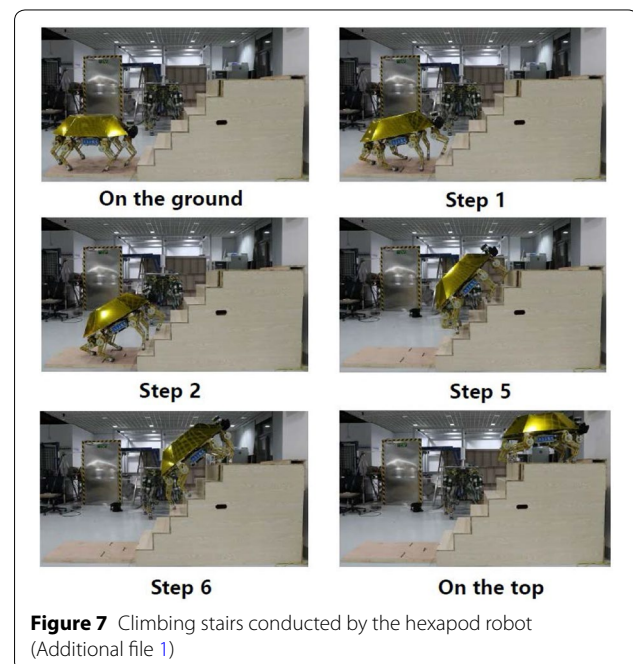 On the ground
Step 1
Step 2
Step 5
Step 6
On the top
Figure 7 Climbing stairs conducted by the hexapod robot
(Additional file 1)